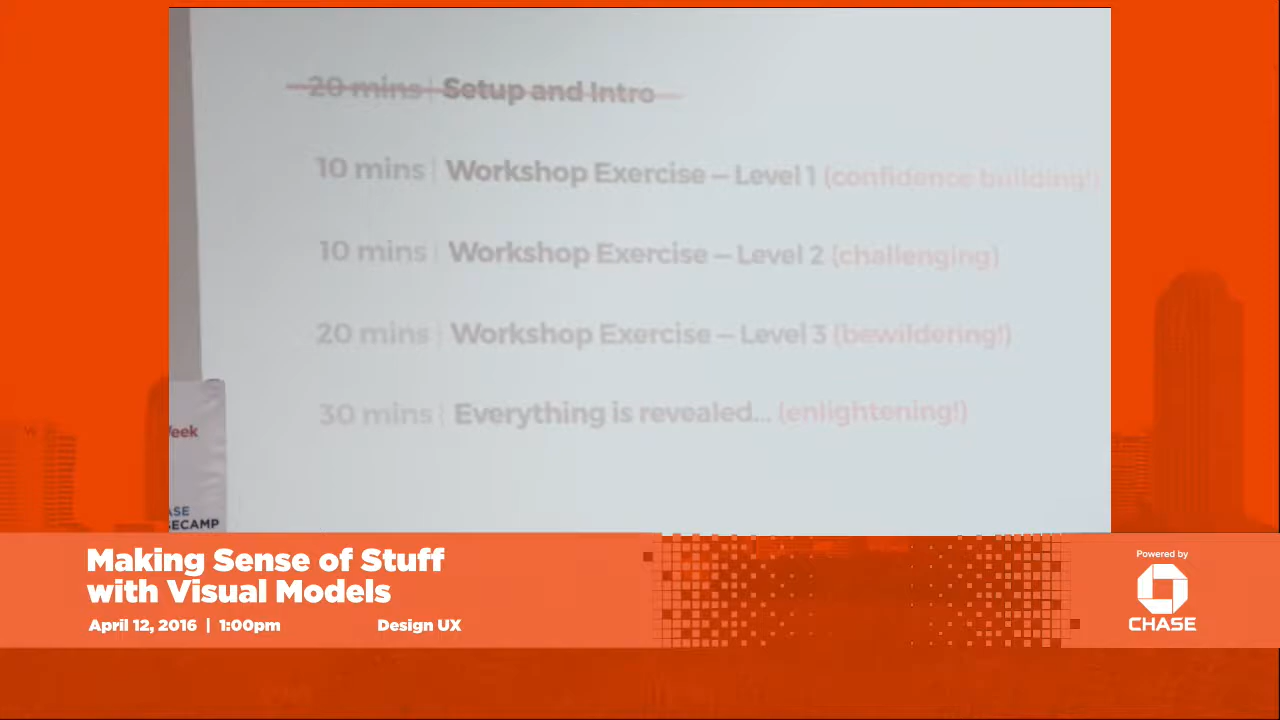 20 mins | Setup and Intro
10 mins | Workshop Exercise – Level 1 (confidence building!)
10 mins | Workshop Exercise – Level 2 (challenging)
20 mins | Workshop Exercise – Level 3 (bewildering!)
30 mins | Everything is revealed... (enlightening!)
Week
ASE
SECAMP
Making Sense of Stuff
with Visual Models
April 12, 2016 | 1:00pm Design UX
Powered by
CHASE